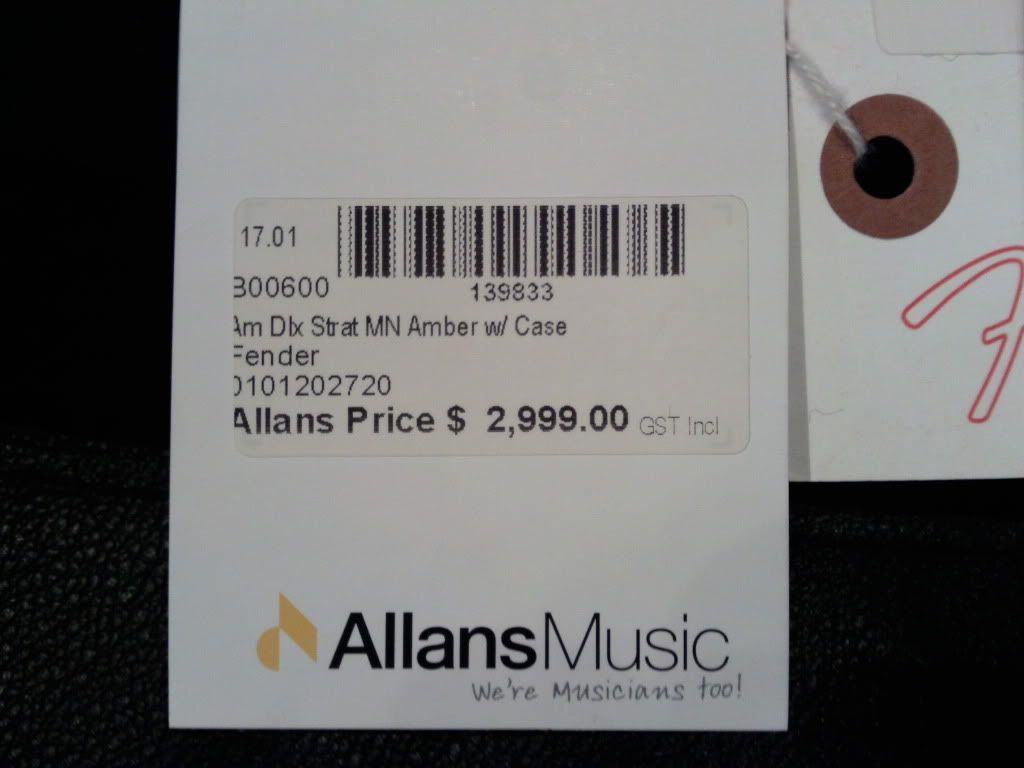 17.01
B00600
139833
Am Dlx Strat MN Amber w/ Case
Fender
0101202720
Allans Price $ 2,999.00 GST Incl
AllansMusic
We're Musicians too!